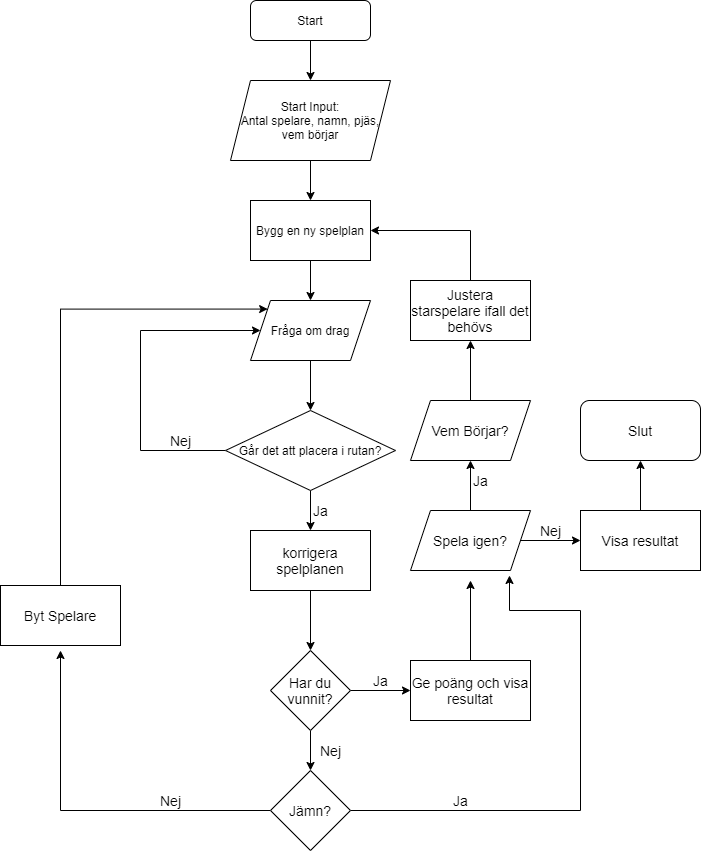 Start
Start Input:
Antal spelare, namn, pjäs,
vem börjar
Bygg en ny spelplan
Justera
starspelare ifall det
behövs
Fråga om drag
Vem Börjar?
Slut
Nej
Går det att placera i rutan?
Ja
Ja
Spela igen?
Nej
Visa resultat
korrigera
spelplanen
Byt Spelare
Har du
vunnit?
Ja
Ge poäng och visa
resultat
Nej
Nej
Jämn?
Ja